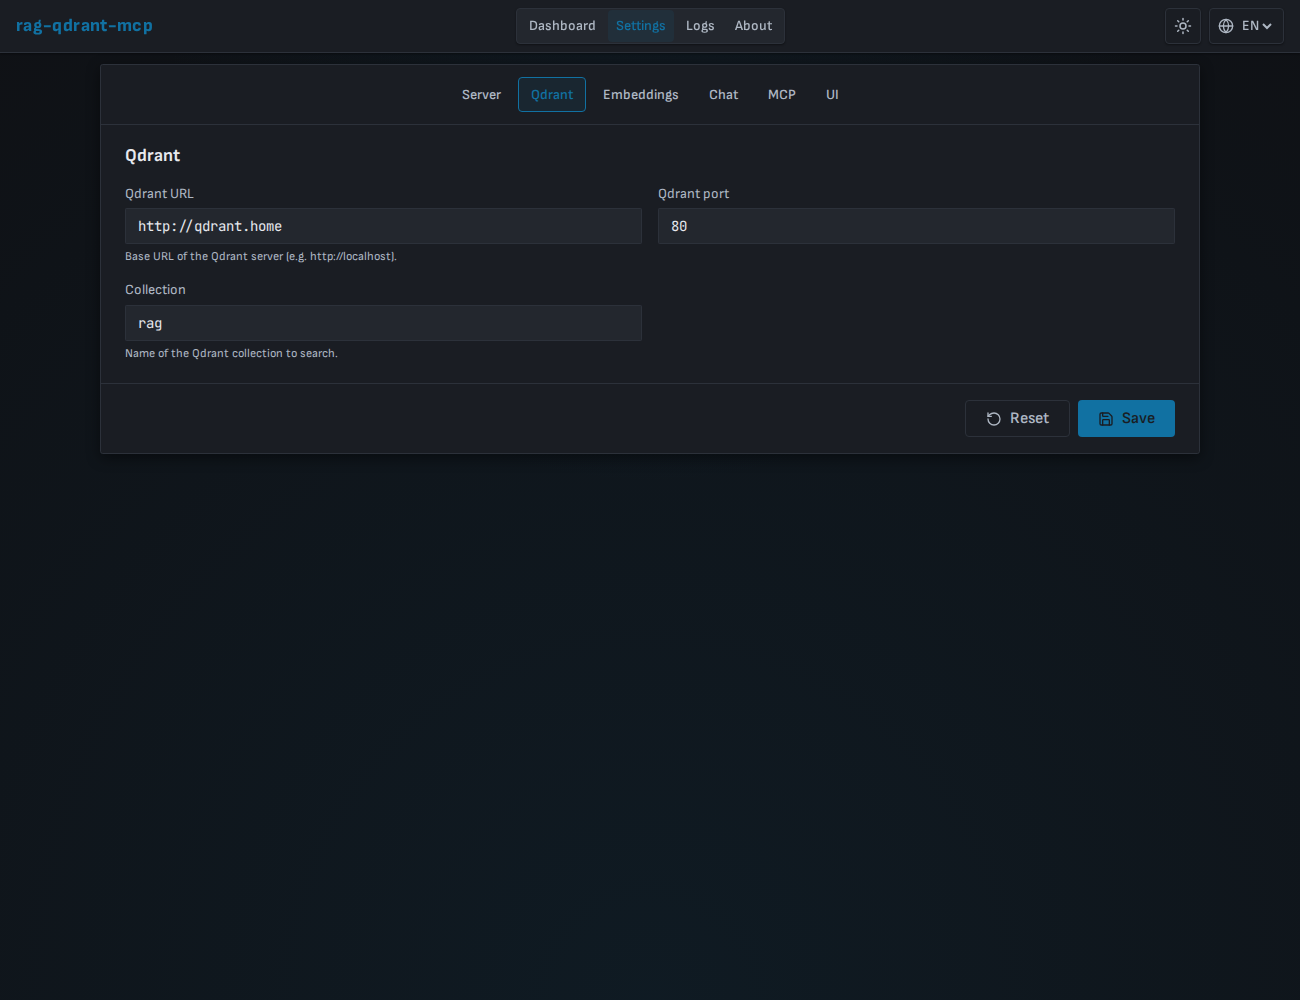 rag-qdrant-mcp
Dashboard Settings Logs About
EN
Server Qdrant Embeddings Chat MCP UI
Qdrant
Qdrant URL
http://qdrant.home
Base URL of the Qdrant server (e.g. http://localhost).
Qdrant port
80
Collection
rag
Name of the Qdrant collection to search.
Reset Save